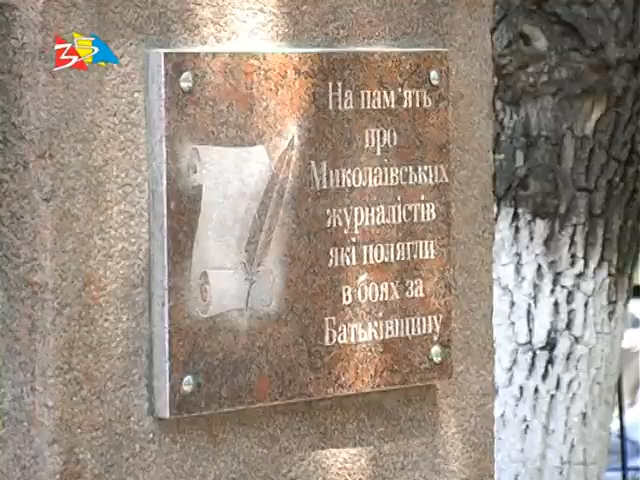 На пам'ять
про
Миколаївських
журналістів
які полягли
в боях за
Батьківщину